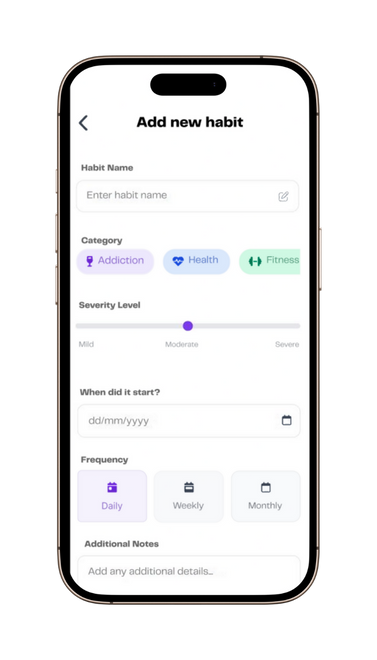 Add new habit
Habit Name
Enter habit name
Category
Addiction Health Fitness
Severity Level
Mild Moderate Severe
When did it start?
dd/mm/yyyy
Frequency
Daily Weekly Monthly
Additional Notes
Add any additional details...